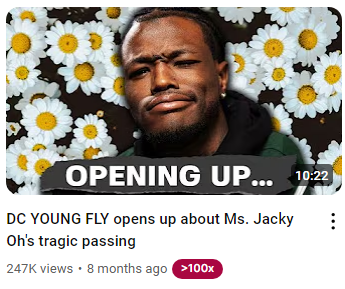 OPENING UP...
10:22
DC YOUNG FLY opens up about Ms. Jacky
Oh's tragic passing
247K views • 8 months ago >100x